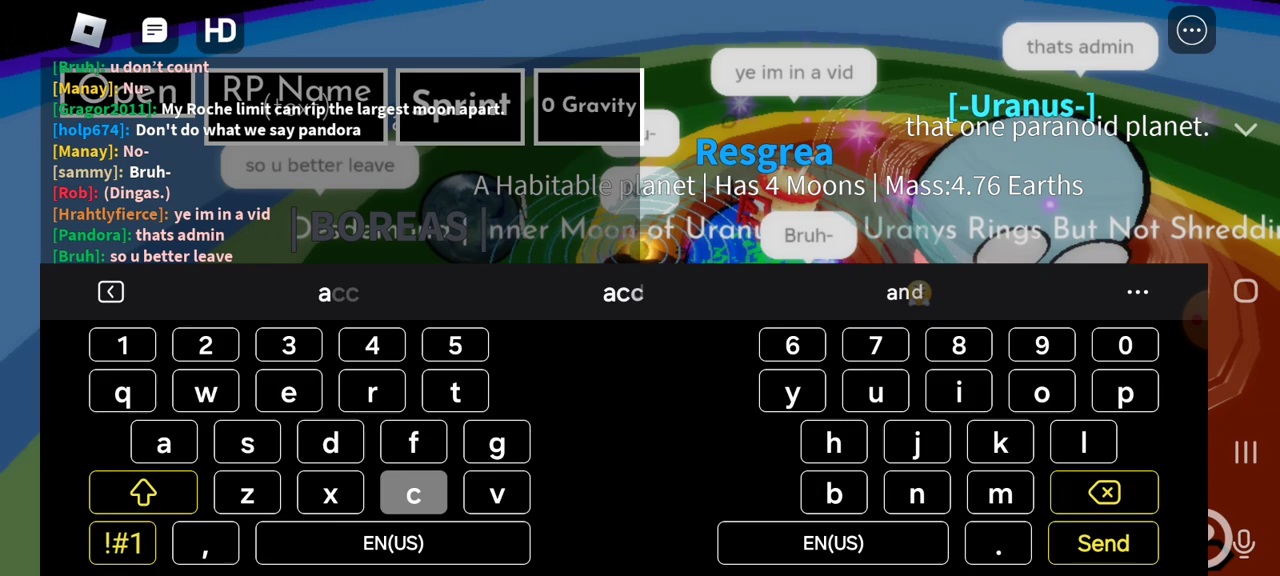 HD
[Bruh]: u don't count
[Manay]: Nu-
[Gragor2011]: My Roche limit can rip the largest moon apart.
[holp674]: Don't do what we say pandora
[Manay]: No-
[sammy]: Bruh-
[Rob]: (Dingas.)
[Hrahtlyfierce]: ye im in a vid
[Pandora]: thats admin
[Bruh]: so u better leave
Open
RP Name
Sprint
0 Gravity
thats admin
ye im in a vid
[-Uranus-]
that one paranoid planet.
so u better leave
Resgrea
A Habitable planet | Has 4 Moons | Mass:4.76 Earths
|BOREAS|
Inner Moon of Uranu
Uranys Rings But Not Shreddi
Bruh-
acc
acc
and
1 2 3 4 5 6 7 8 9 0
q w e r t y u i o p
a s d f g h j k l
z x c v b n m
!#1 , EN(US) EN(US) . Send